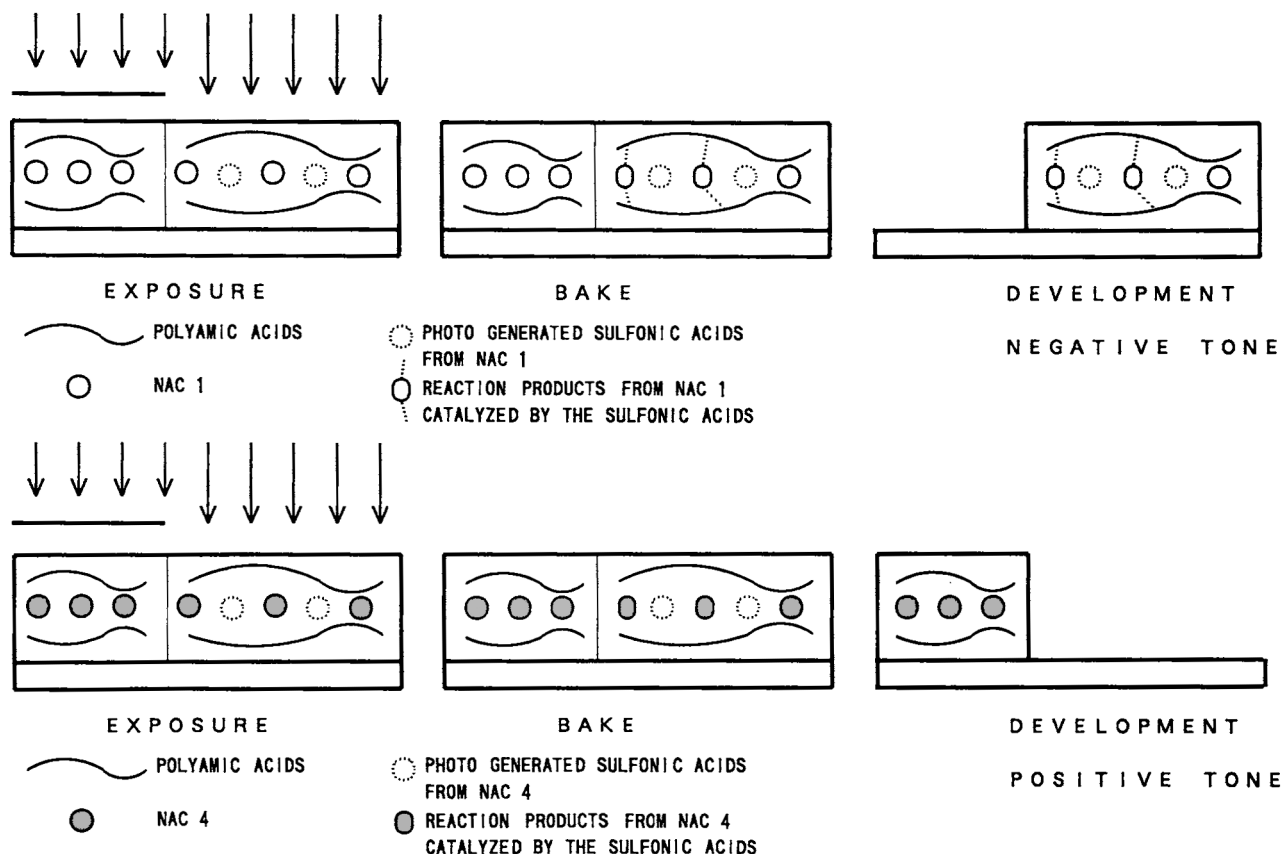 EXPOSURE
BAKE
DEVELOPMENT
NEGATIVE TONE
POLYAMIC ACIDS
NAC 1
PHOTO GENERATED SULFONIC ACIDS
FROM NAC 1
REACTION PRODUCTS FROM NAC 1
CATALYZED BY THE SULFONIC ACIDS
EXPOSURE
BAKE
DEVELOPMENT
POSITIVE TONE
POLYAMIC ACIDS
NAC 4
PHOTO GENERATED SULFONIC ACIDS
FROM NAC 4
REACTION PRODUCTS FROM NAC 4
CATALYZED BY THE SULFONIC ACIDS